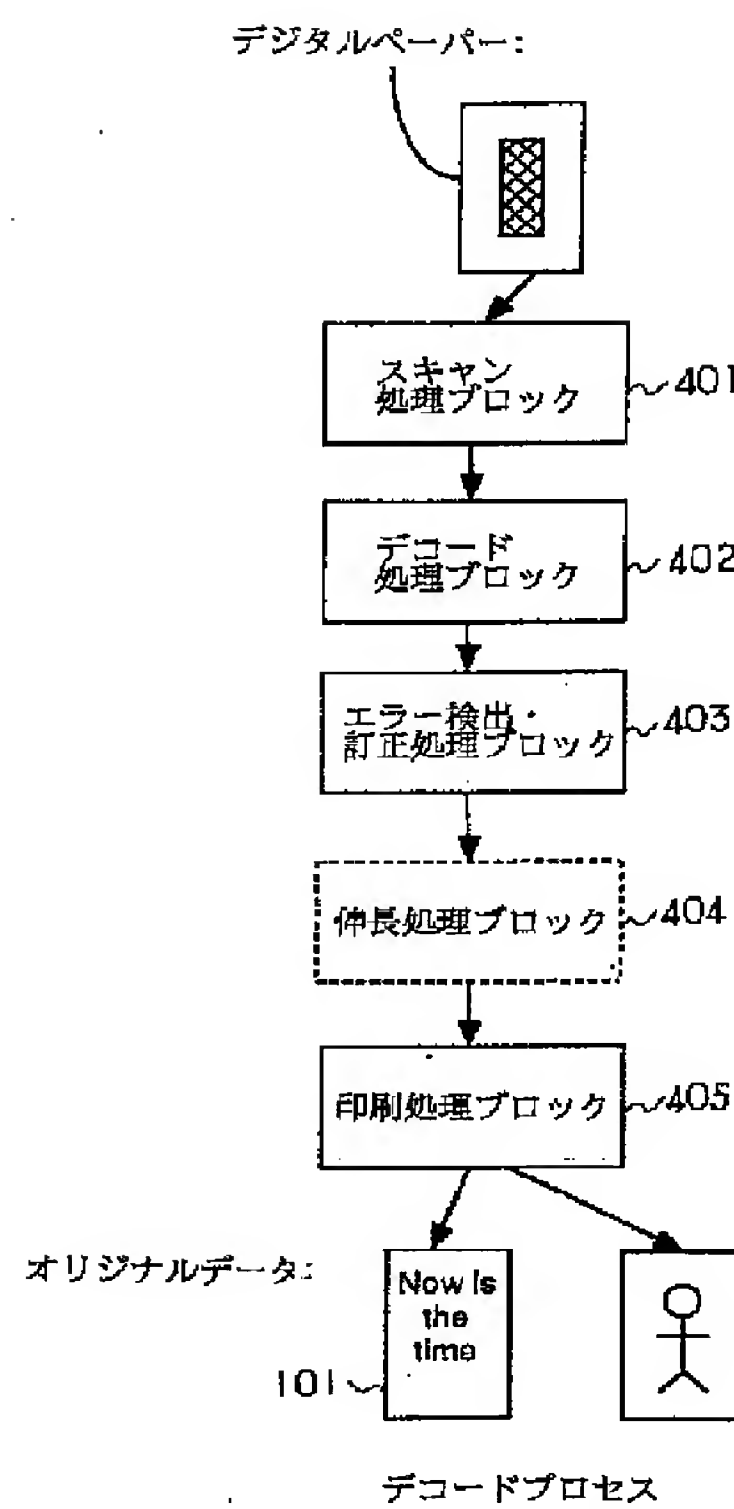 デジタルペーパー:
スキャン
処理ブロック
401
デコード
処理ブロック
402
エラー検出・
訂正処理ブロック
403
伸長処理ブロック
404
印刷処理ブロック
405
オリジナルデータ:
Now is
the
time
101
デコードプロセス